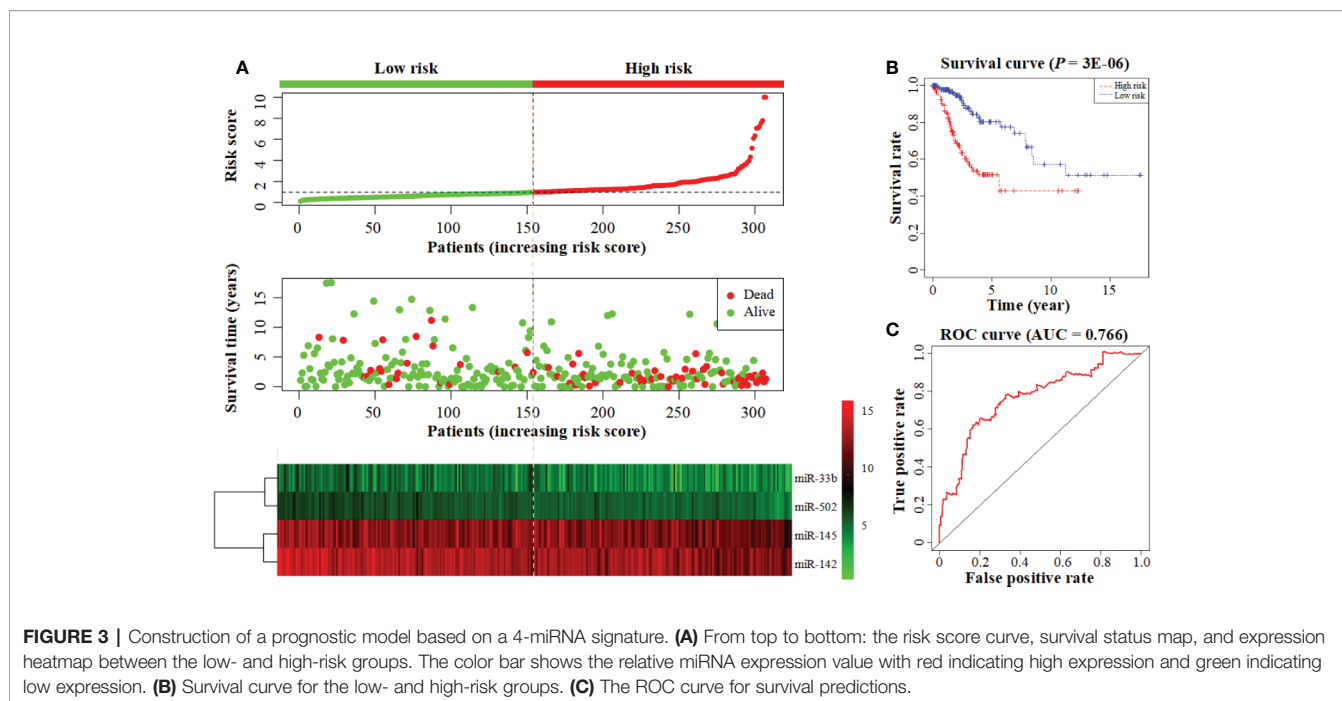 A
Low risk
High risk
Risk score
10
8
6
4
2
0
0
50
100
150
200
250
300
Patients (increasing risk score)
Survival time (years)
15
10
5
0
Dead
Alive
0
50
100
150
200
250
300
Patients (increasing risk score)
miR-33b
miR-502
miR-145
miR-142
15
10
5
B
Survival curve (P = 3E-06)
High risk
Low risk
Survival rate
1.0
0.8
0.6
0.4
0.2
0
0
5
10
15
Time (year)
C
ROC curve (AUC = 0.766)
True positive rate
1.0
0.8
0.6
0.4
0.2
0
0
0.2
0.4
0.6
0.8
1.0
False positive rate
FIGURE 3 | Construction of a prognostic model based on a 4-miRNA signature. (A) From top to bottom: the risk score curve, survival status map, and expression
heatmap between the low- and high-risk groups. The color bar shows the relative miRNA expression value with red indicating high expression and green indicating
low expression. (B) Survival curve for the low- and high-risk groups. (C) The ROC curve for survival predictions.